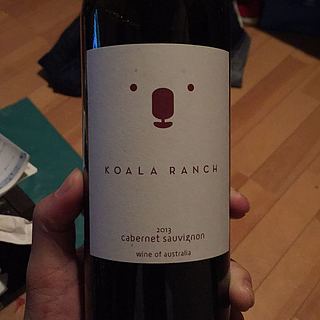 KOALA RANCH
2013
cabernet sauvignon
wine of australia